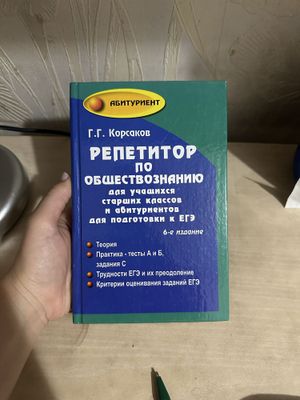 АБИТУРИЕНТ
Г.Г. Корсаков
РЕПЕТИТОР
ПО
ОБЩЕСТВОЗНАНИЮ
для учащихся
старших классов
и абитуриентов
для подготовки к ЕГЭ
6-е издание
Теория
Практика - тесты А и Б,
задания С
Трудности ЕГЭ и их преодоление
Критерии оценивания заданий ЕГЭ